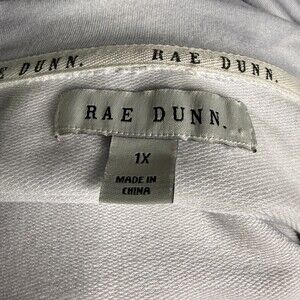 E DUNN. RAE DUNN.
RAE DUNN.
1X
MADE IN
CHINA